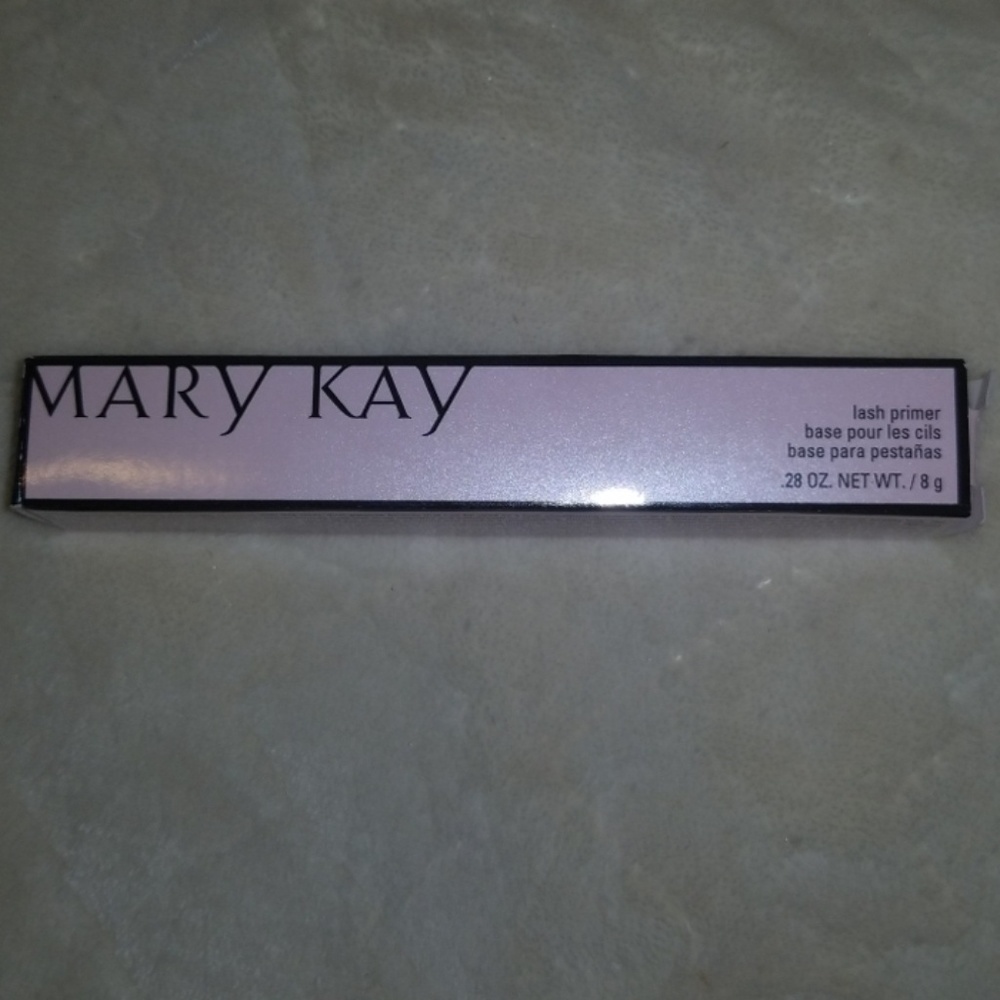 MARY KAY
lash primer
base pour les cils
base para pestañas
.28 OZ. NET WT. / 8 g